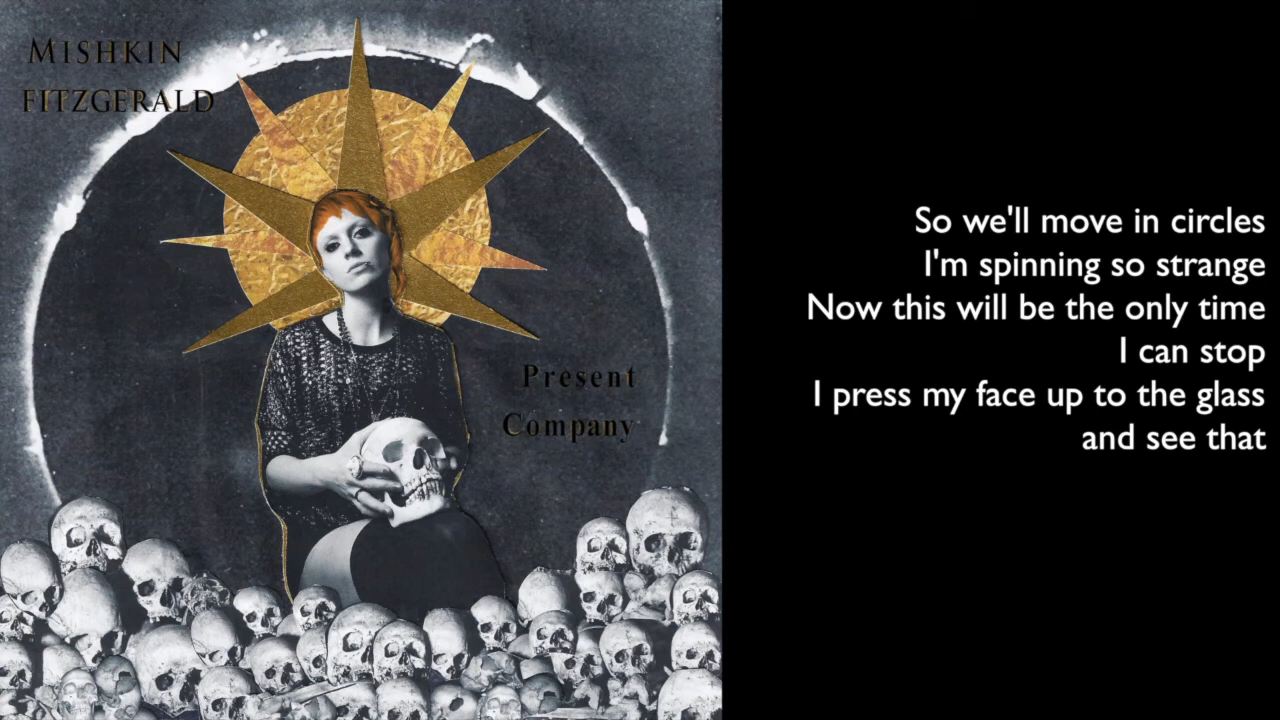 MISHKIN
FITZGERALD
Present
Company
So we'll move in circles
I'm spinning so strange
Now this will be the only time
I can stop
I press my face up to the glass
and see that